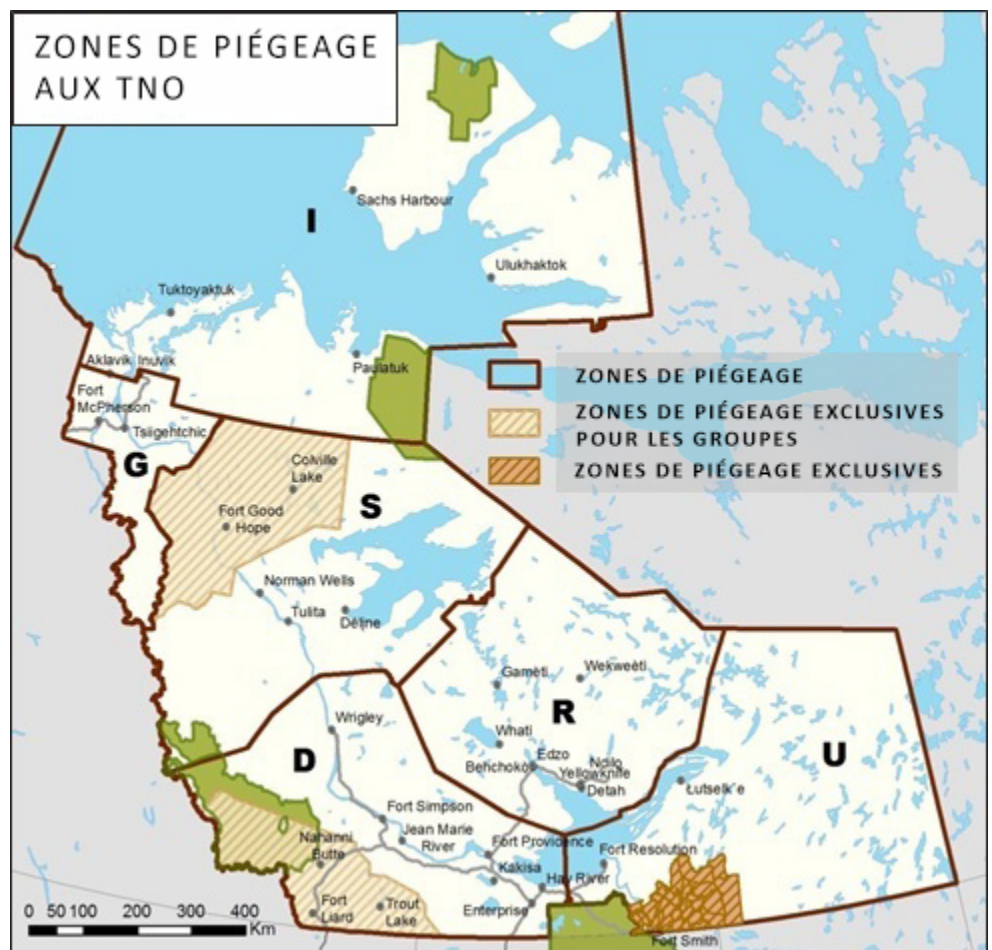 ZONES DE PIÉGEAGE
AUX TNO
Sachs Harbour
I
Ulukhaktok
Tuktoyaktuk
Aklavik Inuvik
Paulatuk
Fort
McPherson
Tsiigehtchic
G
ZONES DE PIÉGEAGE
ZONES DE PIÉGEAGE EXCLUSIVES
POUR LES GROUPES
ZONES DE PIÉGEAGE EXCLUSIVES
Colville
Lake
S
Fort Good
Hope
Norman Wells
Tulita
Déline
Gamètì
Wekweètì
R
Wrigley
Whatì
D
U
Behchokò
Edzo
Ndilo
Yellowknife
Detah
Łutselk'e
Fort Simpson
Jean Marie
River
Nahanni
Butte
Fort Providence
Fort Resolution
Kakisa
Hay River
Fort
Liard
Trout
Lake
Enterprise
Fort Smith
0 50 100 200 300 400
Km